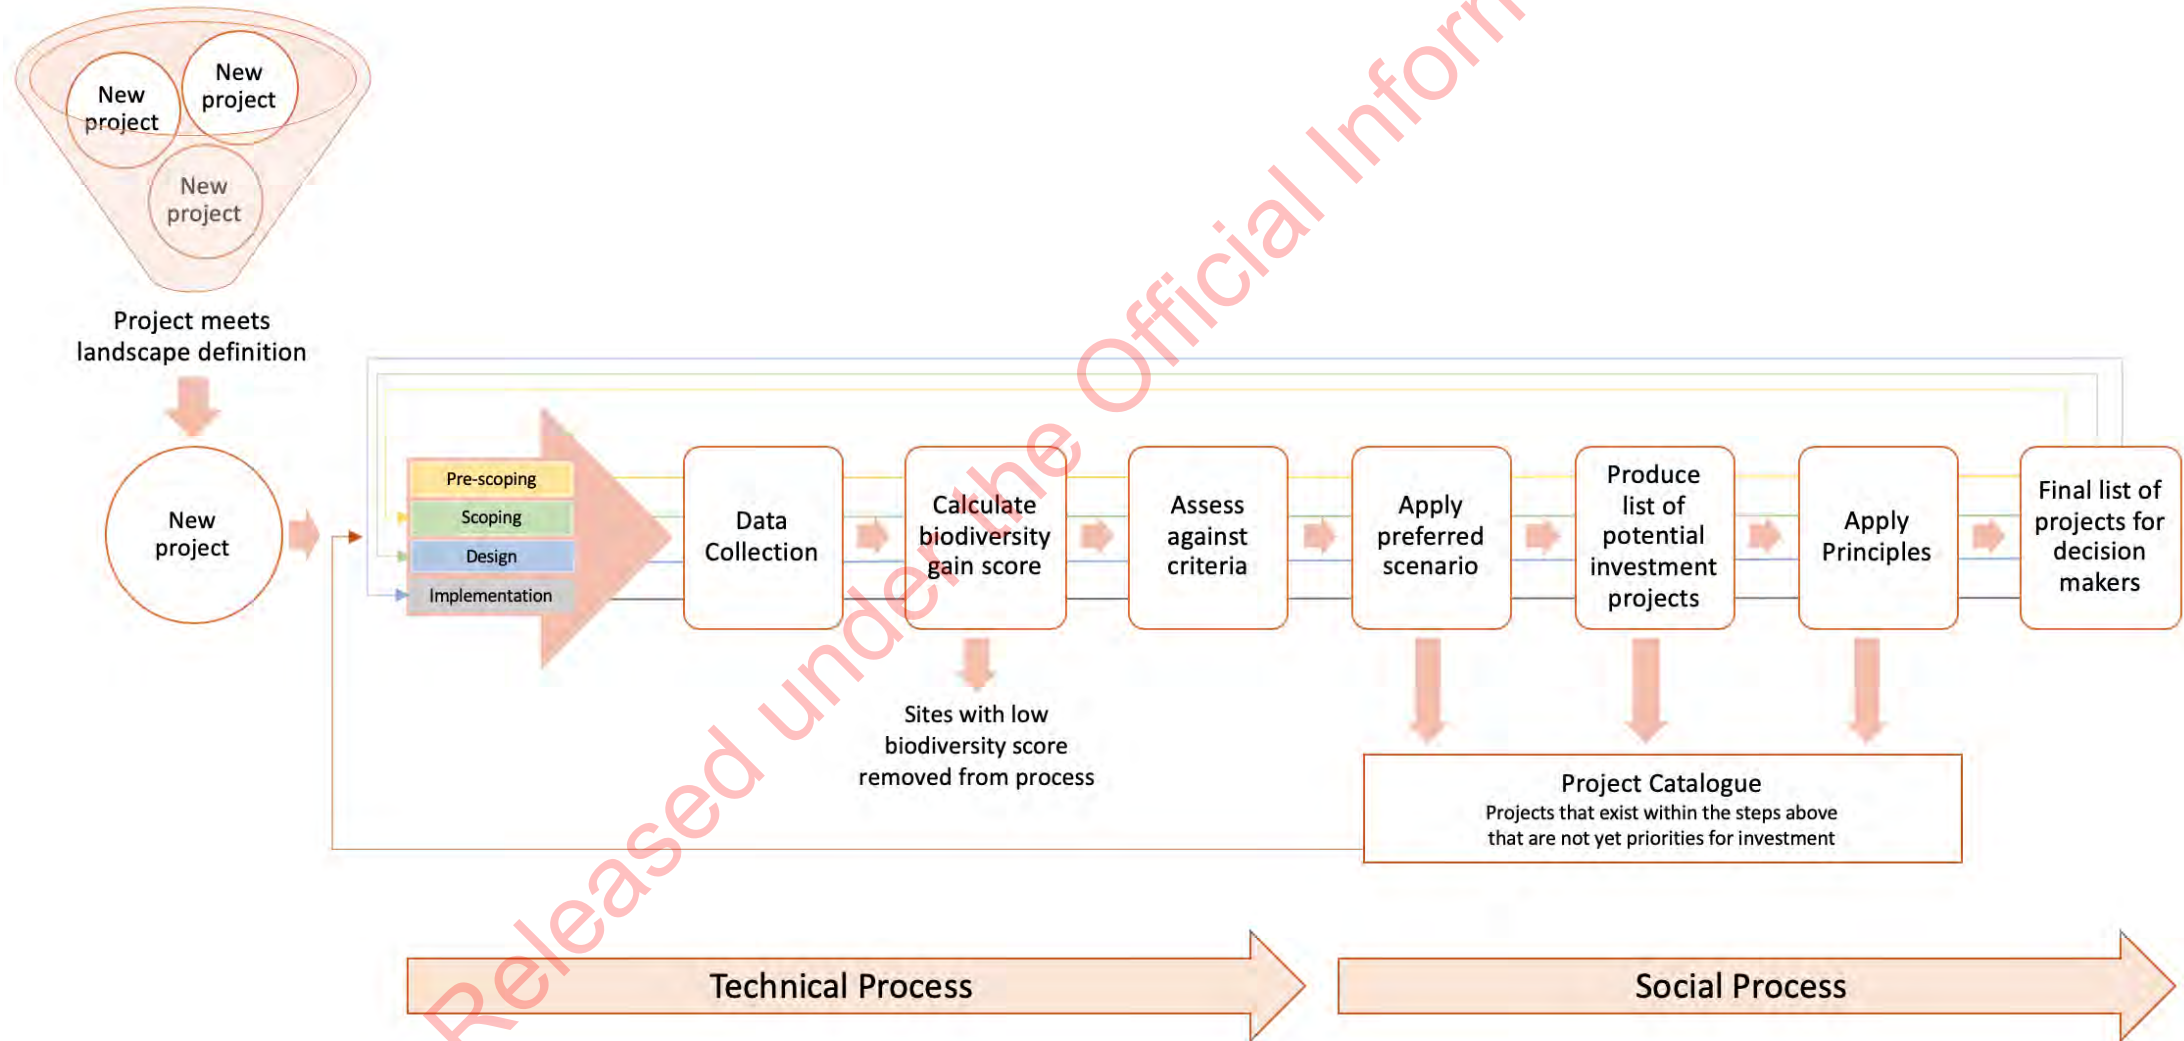 New
project
New
project
New
project
Project meets
landscape definition
New
project
Pre-scoping
Scoping
Design
Implementation
Data
Collection
Calculate
biodiversity
gain score
Assess
against
criteria
Apply
preferred
scenario
Produce
list of
potential
investment
projects
Apply
Principles
Final list of
projects for
decision
makers
Sites with low
biodiversity score
removed from process
Project Catalogue
Projects that exist within the steps above
that are not yet priorities for investment
Technical Process
Social Process
Released under the Official